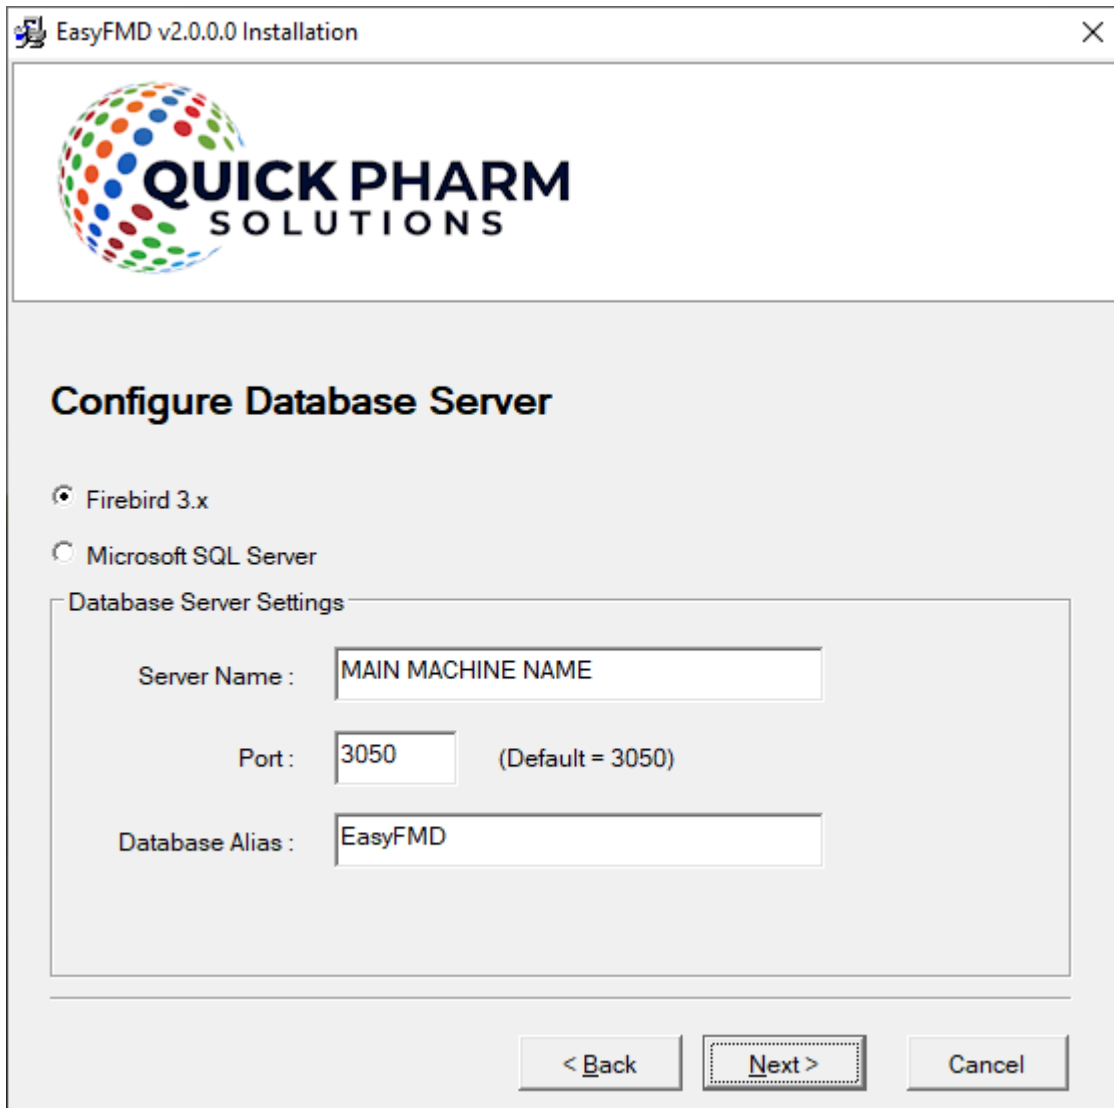 EasyFMD v2.0.0.0 Installation
QUICK PHARM
SOLUTIONS
Configure Database Server
Firebird 3.x
Microsoft SQL Server
Database Server Settings
Server Name : MAIN MACHINE NAME
Port : 3050 (Default = 3050)
Database Alias : EasyFMD
< Back Next > Cancel